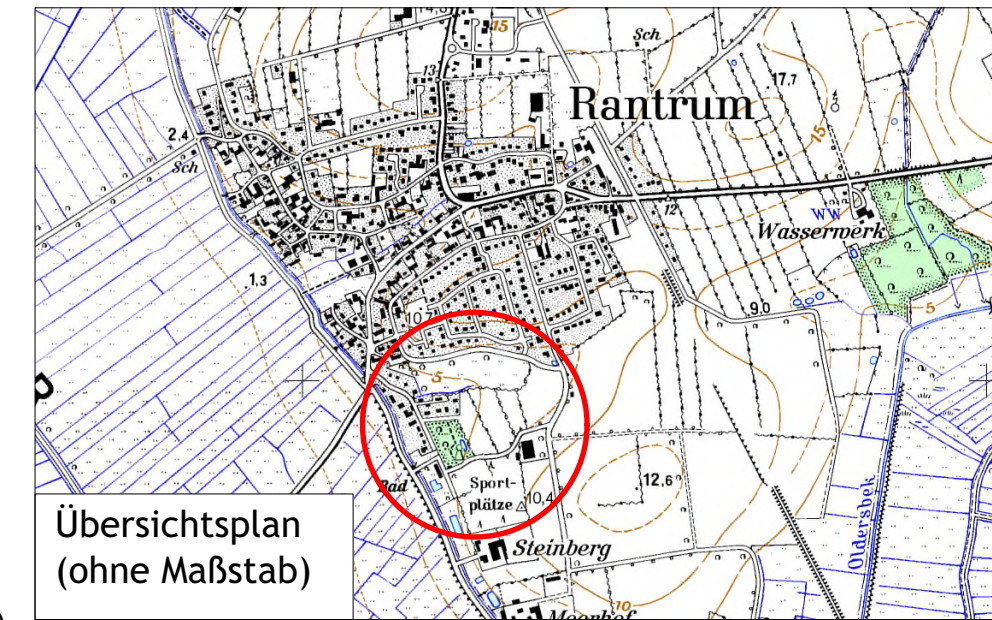 15
Sch
13
17.7
Rantrum
15
2.4
Sch
12
WW
Wasserwerk
1,3
9.0
5
10.7
5
Bad
Sport-
plätze
10,4
12,6
Oldersbek
Steinberg
10
Moorhof
Übersichtsplan
(ohne Maßstab)